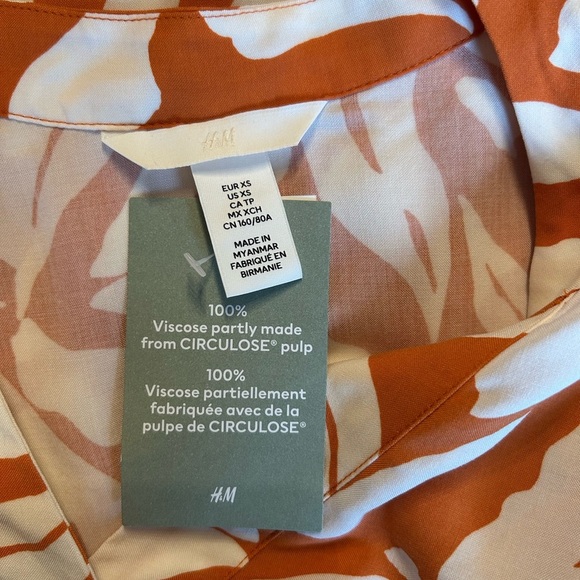 H&M
EUR XS
US XS
CA TP
MX XCH
CN 160/80A
MADE IN
MYANMAR
FABRIQUÉ EN
BIRMANIE
100%
Viscose partly made
from CIRCULOSE® pulp
100%
Viscose partiellement
fabriquée avec de la
pulpe de CIRCULOSE®
H&M